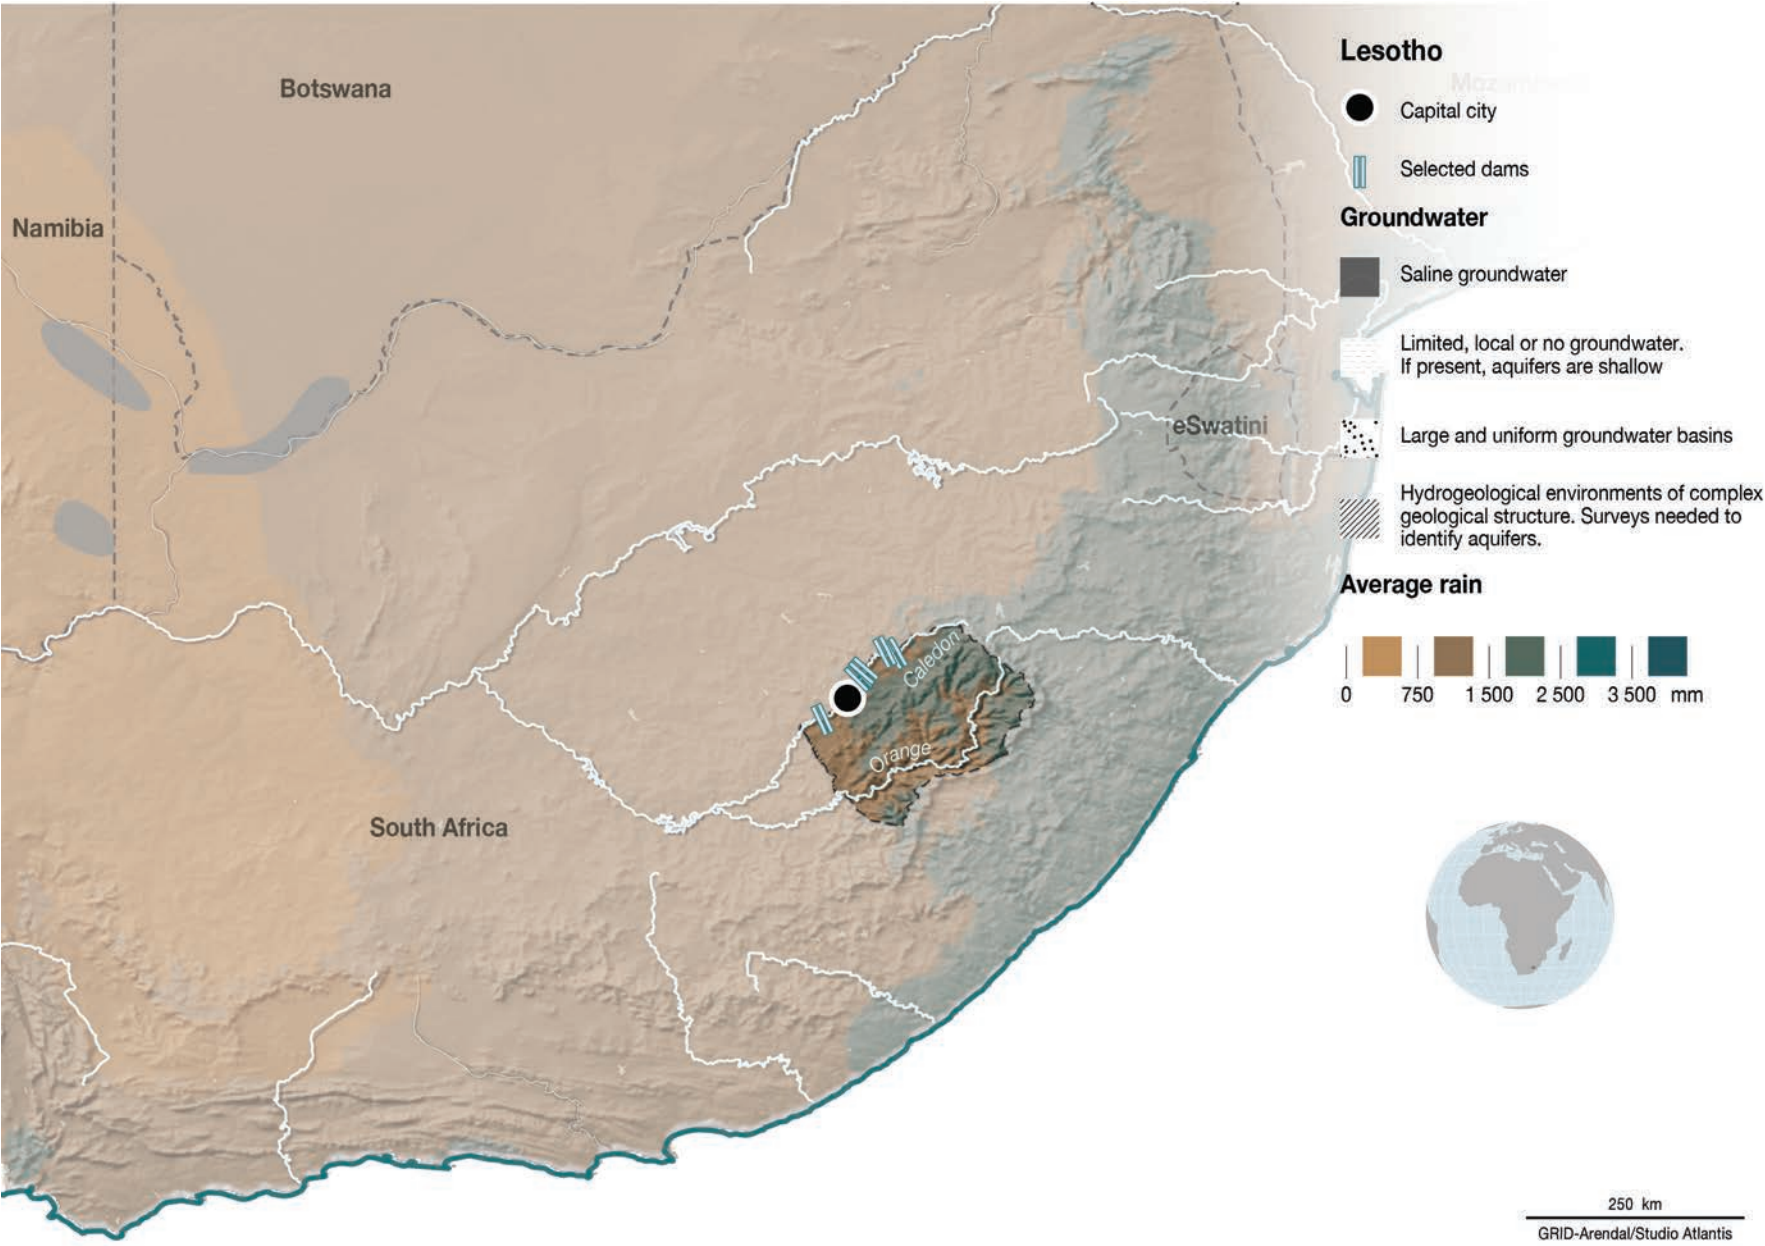 Lesotho
Capital city
Selected dams
Groundwater
Saline groundwater
Limited, local or no groundwater.
If present, aquifers are shallow
Large and uniform groundwater basins
Hydrogeological environments of complex
geological structure. Surveys needed to
identify aquifers.
Average rain
0 750 1 500 2 500 3 500 mm
Botswana
Namibia
eSwatini
Caledon
Orange
South Africa
250 km
GRID-Arendal/Studio Atlantis